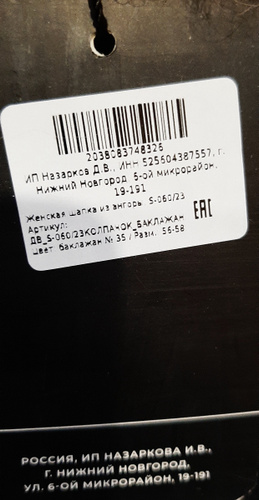 2038083748326
ИП Назарков Д.В., ИНН 525604387557, г.
Нижний Новгород, 6-ой микрорайон,
19-191
Женская шапка из ангоры S-060/23
Артикул:
ДВ_S-060/23КОЛПАЧОК_БАКЛАЖАН
цвет: баклажан № 35 / Разм.: 56-58
EAC
РОССИЯ, ИП НАЗАРКОВА И.В.,
Г. НИЖНИЙ НОВГОРОД,
УЛ. 6-ОЙ МИКРОРАЙОН, 19-191